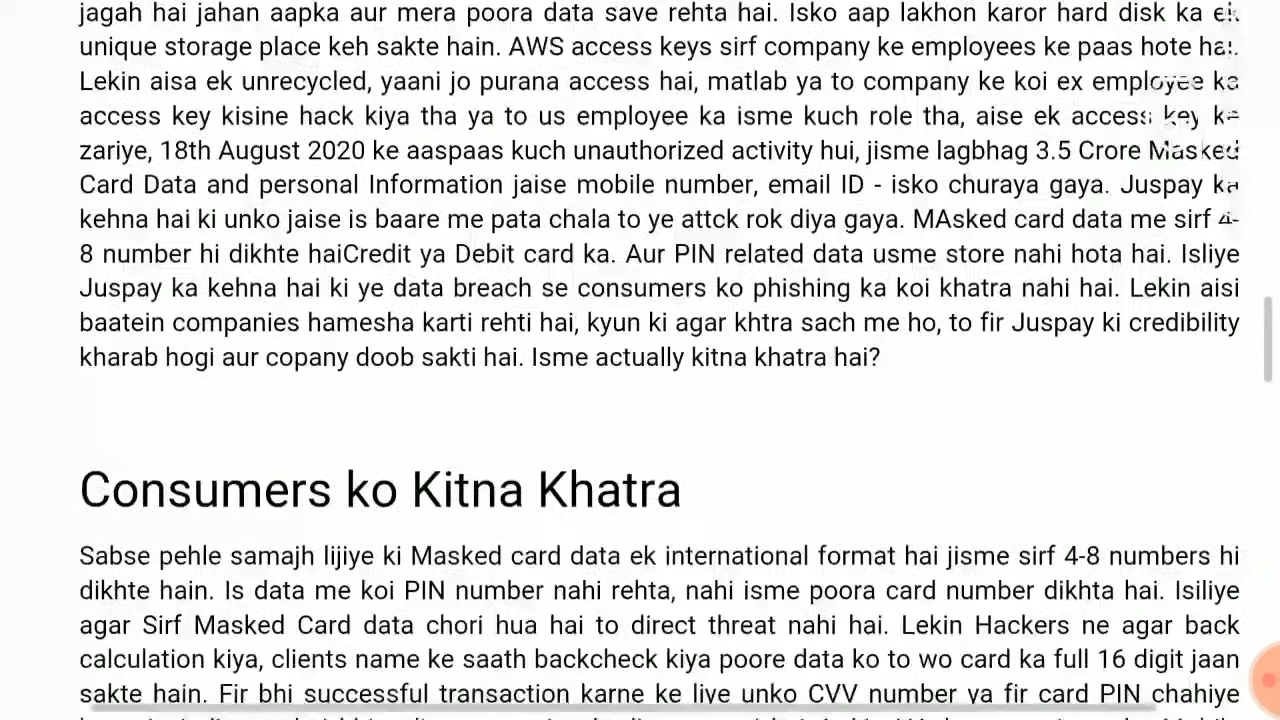 jagah hai jahan aapka aur mera poora data save rehta hai. Isko aap lakhon karor hard disk ka ek
unique storage place keh sakte hain. AWS access keys sirf company ke employees ke paas hote hai.
Lekin aisa ek unrecycled, yaani jo purana access hai, matlab ya to company ke koi ex employee ka
access key kisine hack kiya tha ya to us employee ka isme kuch role tha, aise ek access key ke
zariye, 18th August 2020 ke aaspaas kuch unauthorized activity hui, jisme lagbhag 3.5 Crore Masked
Card Data and personal Information jaise mobile number, email ID - isko churaya gaya. Juspay ka
kehna hai ki unko jaise is baare me pata chala to ye attck rok diya gaya. MAsked card data me sirf 4-
8 number hi dikhte haiCredit ya Debit card ka. Aur PIN related data usme store nahi hota hai. Isliye
Juspay ka kehna hai ki ye data breach se consumers ko phishing ka koi khatra nahi hai. Lekin aisi
baatein companies hamesha karti rehti hai, kyun ki agar khtra sach me ho, to fir Juspay ki credibility
kharab hogi aur copany doob sakti hai. Isme actually kitna khatra hai?
Consumers ko Kitna Khatra
Sabse pehle samajh lijiye ki Masked card data ek international format hai jisme sirf 4-8 numbers hi
dikhte hain. Is data me koi PIN number nahi rehta, nahi isme poora card number dikhta hai. Isiliye
agar Sirf Masked Card data chori hua hai to direct threat nahi hai. Lekin Hackers ne agar back
calculation kiya, clients name ke saath backcheck kiya poore data ko to wo card ka full 16 digit jaan
sakte hain. Fir bhi successful transaction karne ke live unko CVV number ya fir card PIN chahiye